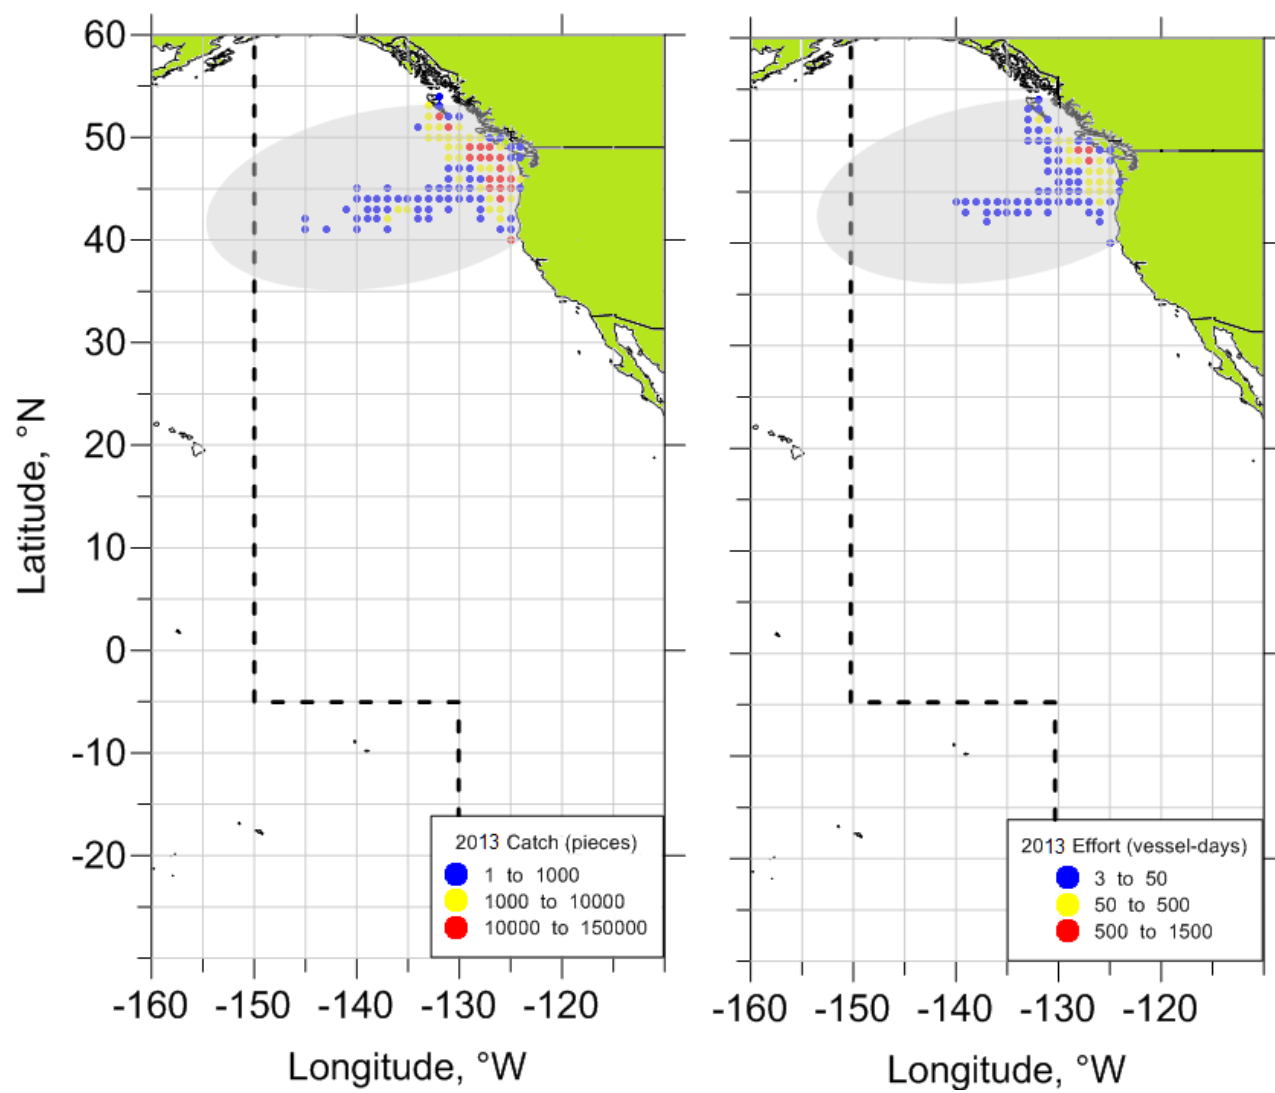 60
50
40
30
20
10
0
-10
-20
Latitude, °N
-160 -150 -140 -130 -120
Longitude, °W
2013 Catch (pieces)
1 to 1000
1000 to 10000
10000 to 150000
2013 Effort (vessel-days)
3 to 50
50 to 500
500 to 1500
-160 -150 -140 -130 -120
Longitude, °W